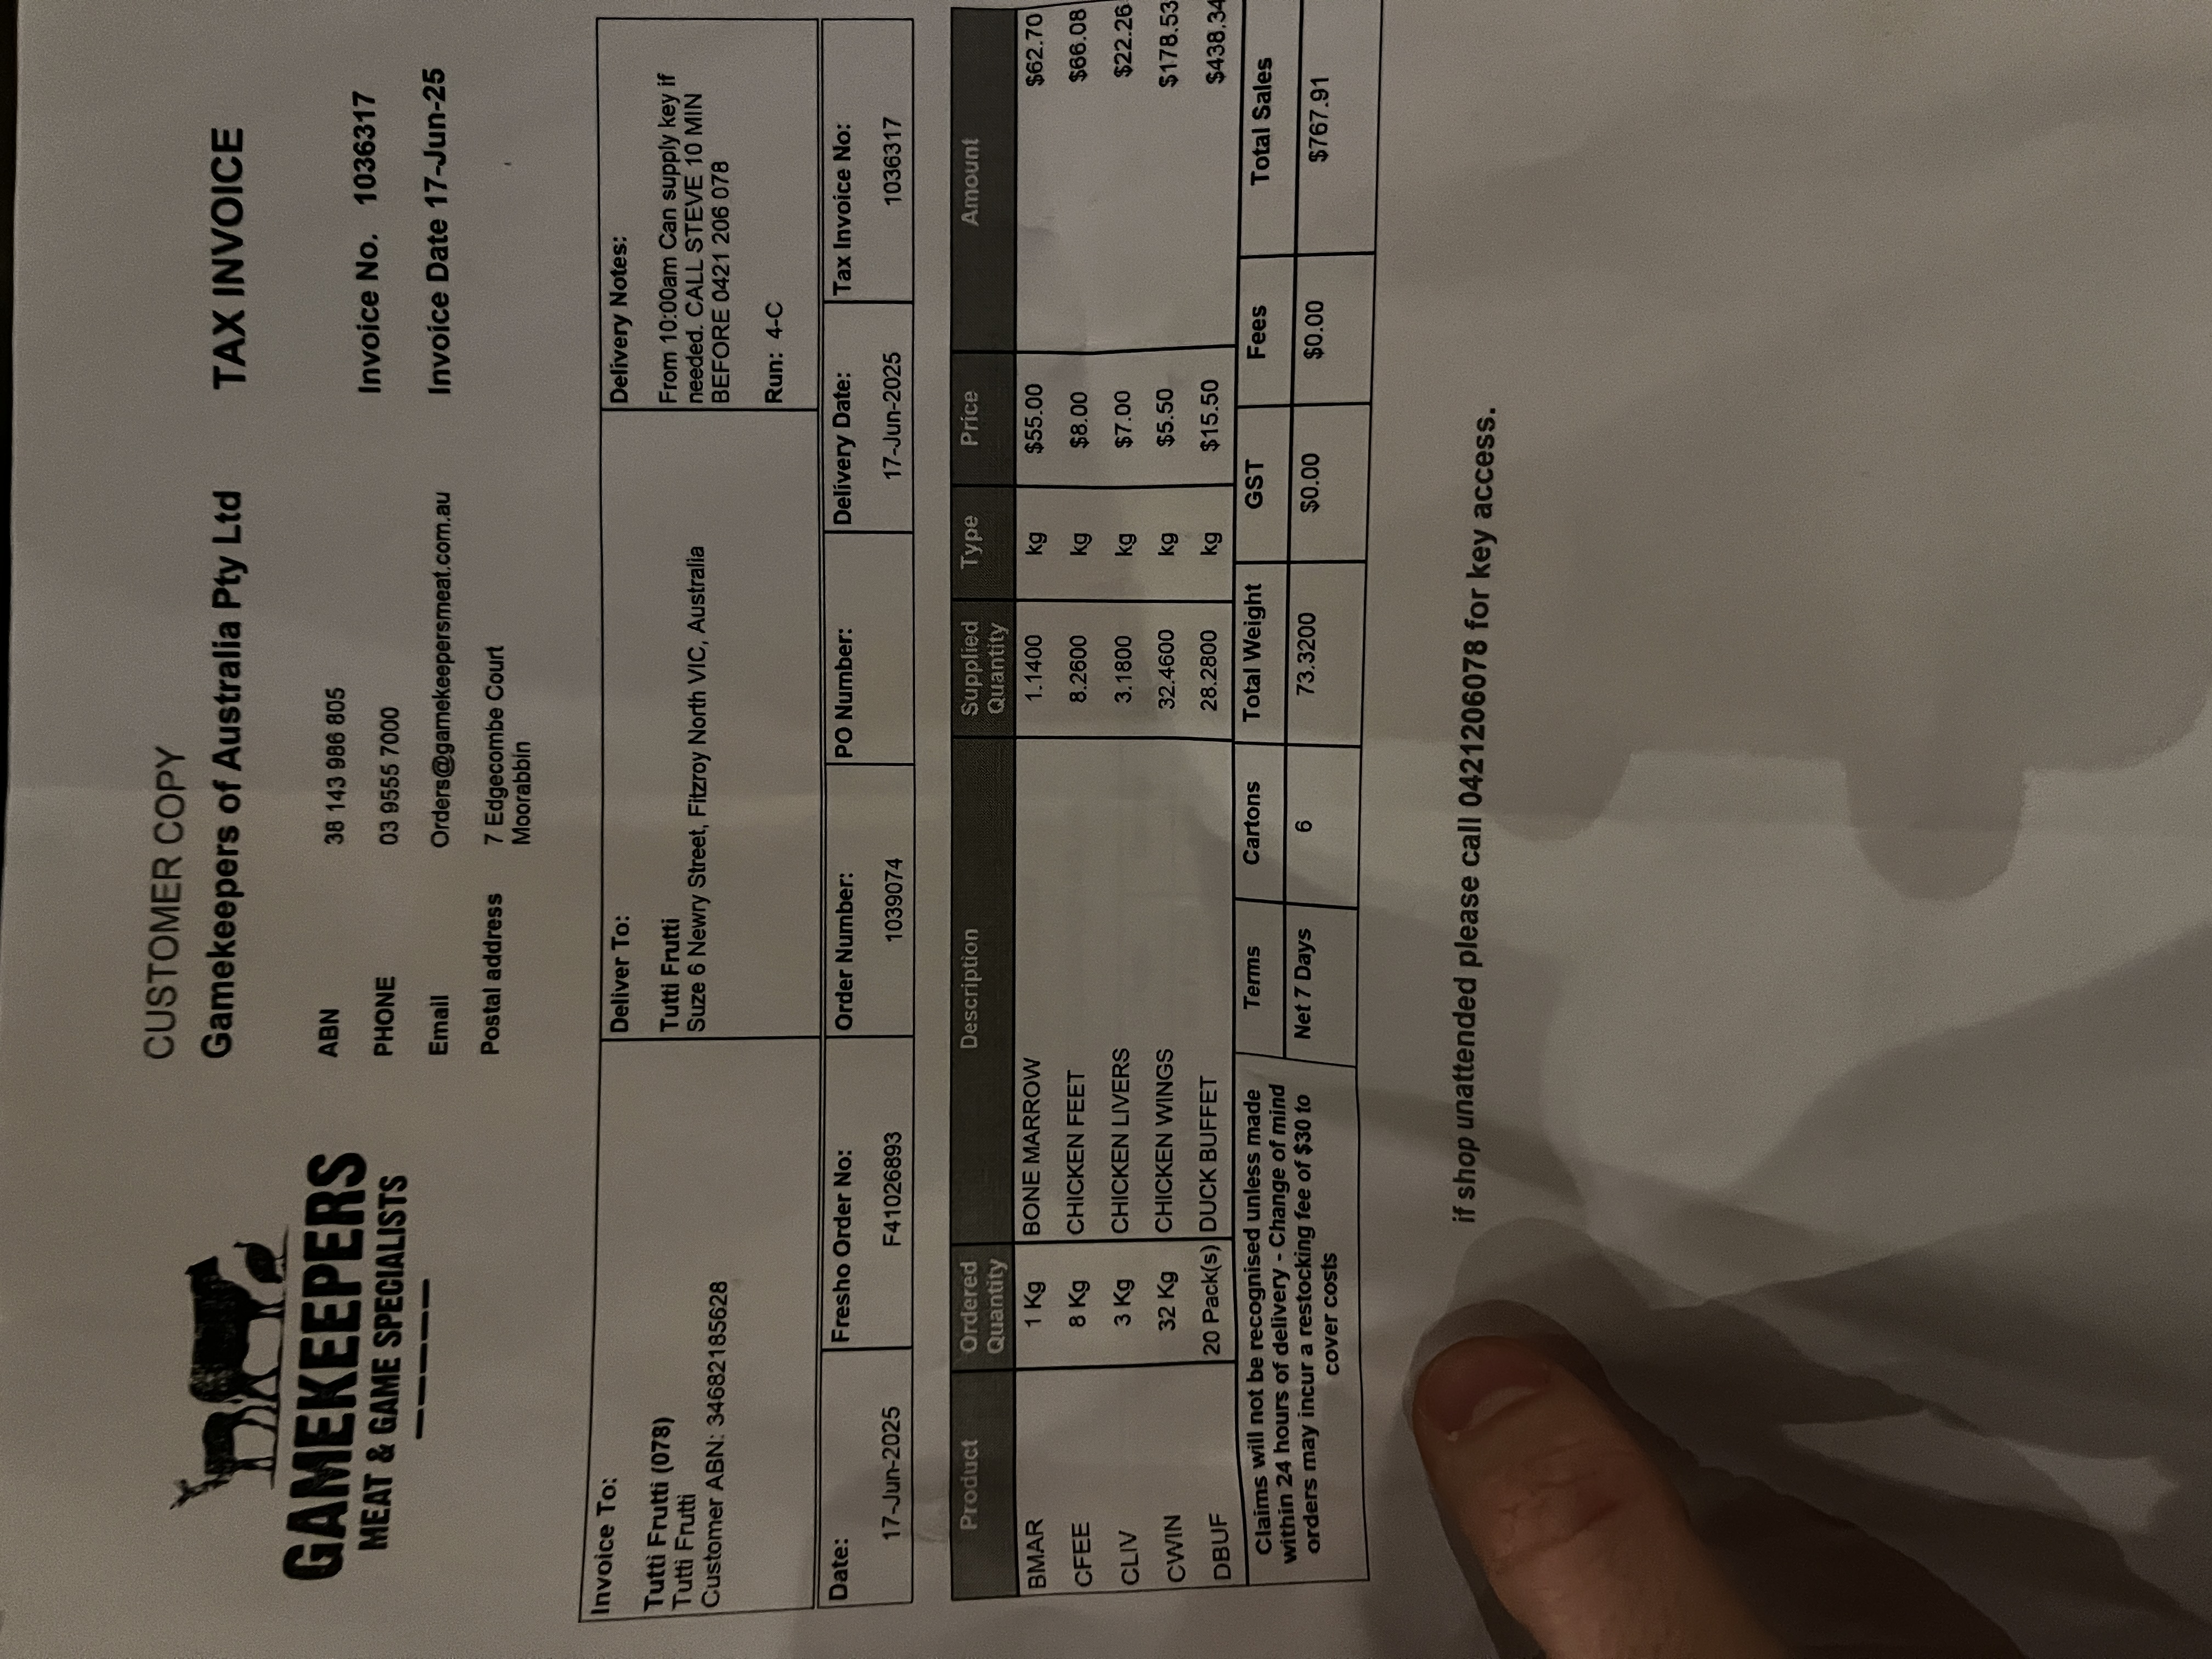 CUSTOMER COPY
Gamekeepers of Australia Pty Ltd
TAX INVOICE
GAMEKEEPERS
MEAT & GAME SPECIALISTS
ABN 38 143 986 805
PHONE 03 9555 7000
Email Orders@gamekeepersmeat.com.au
Postal address 7 Edgecombe Court
Moorabbin
Invoice No. 1036317
Invoice Date 17-Jun-25
Invoice To:
Tutti Frutti (078)
Tutti Frutti
Customer ABN: 34682185628
Deliver To:
Tutti Frutti
Suze 6 Newry Street, Fitzroy North VIC, Australia
Delivery Notes:
From 10:00am Can supply key if
needed. CALL STEVE 10 MIN
BEFORE 0421 206 078
Run: 4-C
Date: Fresho Order No: Order Number: PO Number: Delivery Date: Tax Invoice No:
17-Jun-2025 F41026893 1039074 17-Jun-2025 1036317
Product Ordered Quantity Description Supplied Quantity Type Price Amount
BMAR 1 Kg BONE MARROW 1.1400 kg $55.00 $62.70
CFEE 8 Kg CHICKEN FEET 8.2600 kg $8.00 $66.08
CLIV 3 Kg CHICKEN LIVERS 3.1800 kg $7.00 $22.26
CWIN 32 Kg CHICKEN WINGS 32.4600 kg $5.50 $178.53
DBUF 20 Pack(s) DUCK BUFFET 28.2800 kg $15.50 $438.34
Claims will not be recognised unless made
within 24 hours of delivery - Change of mind
orders may incur a restocking fee of $30 to
cover costs
Terms Cartons Total Weight GST Fees Total Sales
Net 7 Days 6 73.3200 $0.00 $0.00 $767.91
if shop unattended please call 0421206078 for key access.